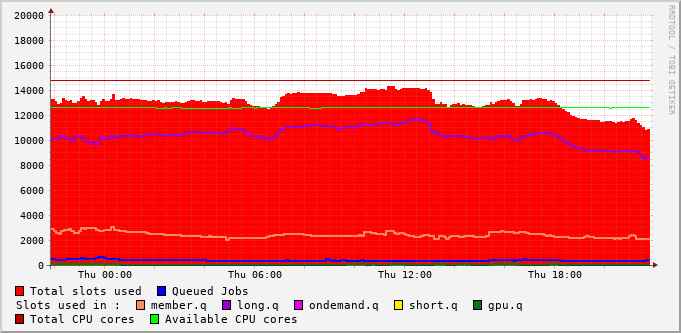 20000
18000
16000
14000
12000
10000
8000
6000
4000
2000
0
Thu 00:00 Thu 06:00 Thu 12:00 Thu 18:00
Total slots used Queued Jobs
Slots used in : member.q long.q ondemand.q short.q gpu.q
Total CPU cores Available CPU cores
RRDTOOL / TOBI OETIKER